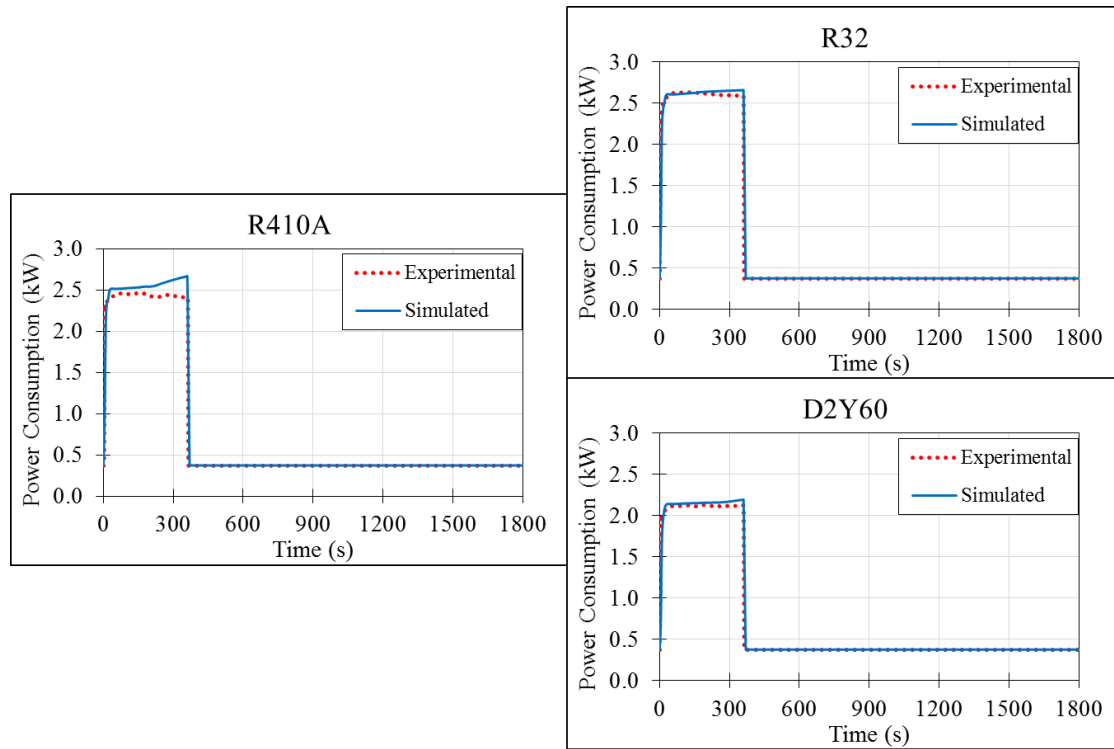 R410A
Power Consumption (kW)
3.0
2.5
2.0
1.5
1.0
0.5
0.0
Experimental
Simulated
0 300 600 900 1200 1500 1800
Time (s)
R32
Power Consumption (kW)
3.0
2.5
2.0
1.5
1.0
0.5
0.0
Experimental
Simulated
0 300 600 900 1200 1500 1800
Time (s)
D2Y60
Power Consumption (kW)
3.0
2.5
2.0
1.5
1.0
0.5
0.0
Experimental
Simulated
0 300 600 900 1200 1500 1800
Time (s)